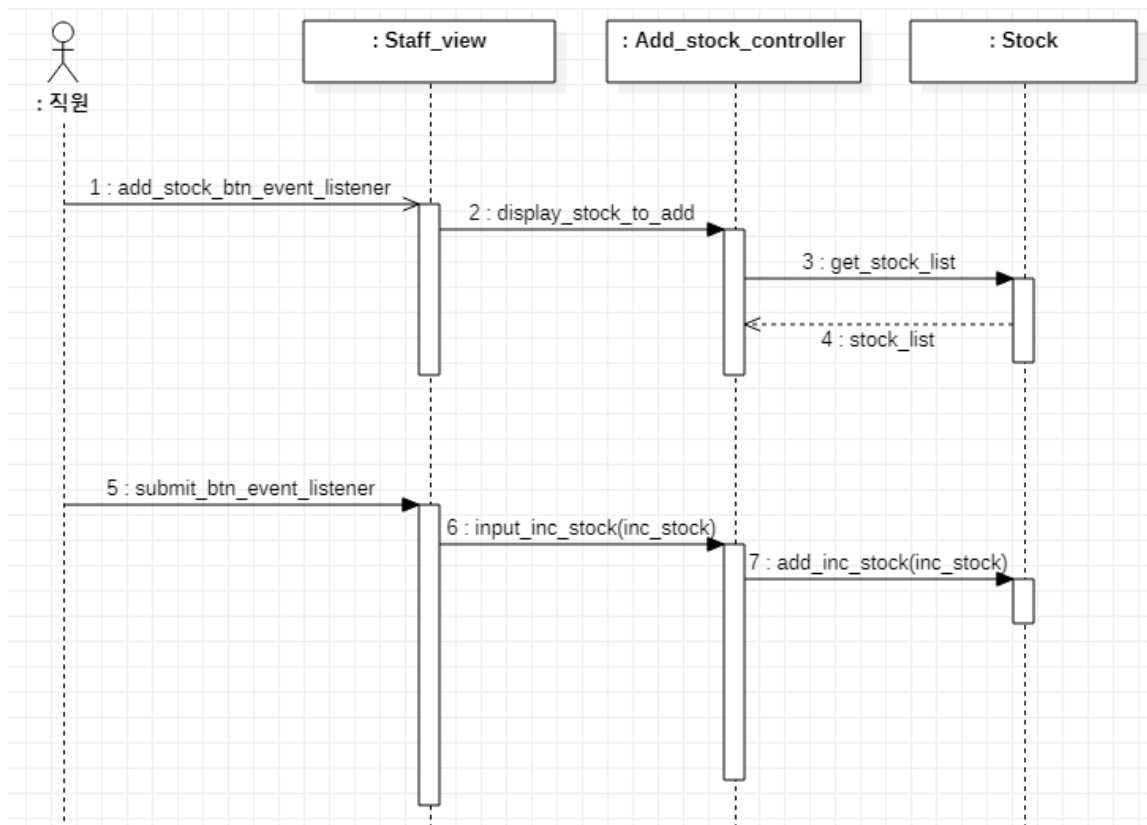 : Staff_view
: Add_stock_controller
: Stock
: 직원
1 : add_stock_btn_event_listener
2 : display_stock_to_add
3 : get_stock_list
4 : stock_list
5 : submit_btn_event_listener
6 : input_inc_stock(inc_stock)
7 : add_inc_stock(inc_stock)